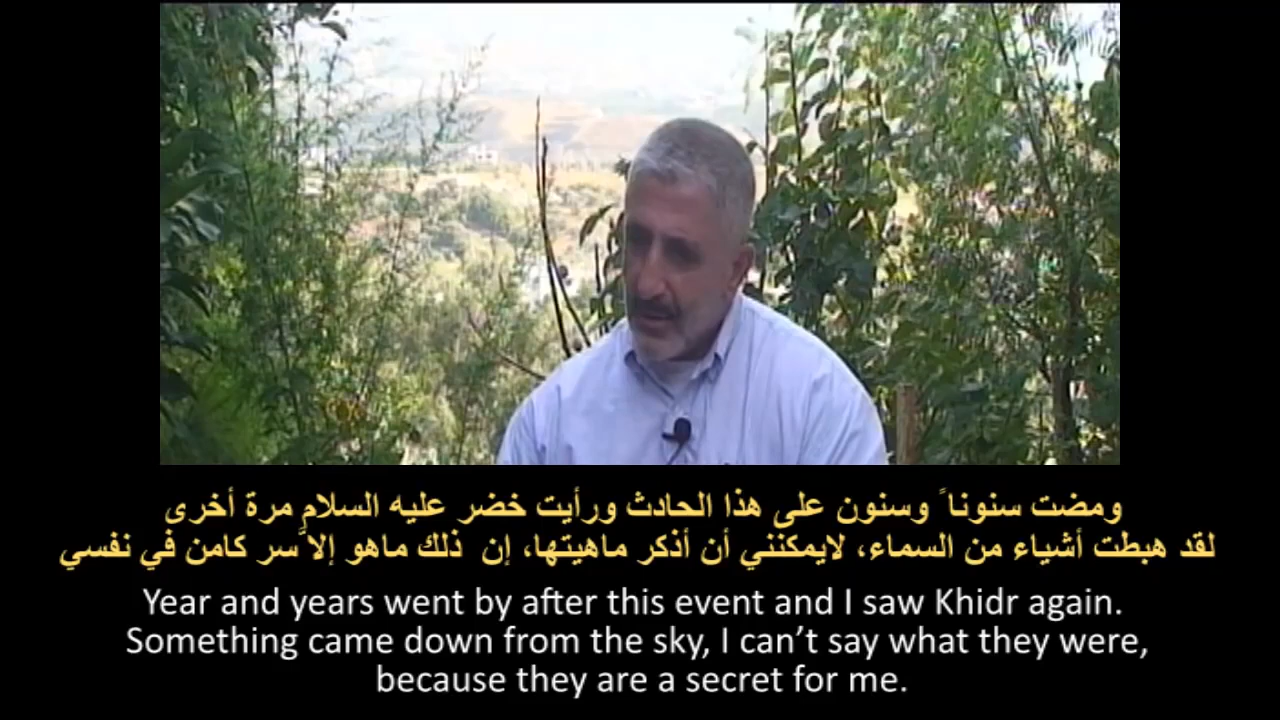 ومضت سنوناً وسنون على هذا الحادث ورأيت خضر عليه السلام مرة أخرى
لقد هبطت أشياء من السماء، لايمكنني أن أذكر ماهيتها، إن ذلك ماهو إلاَّ سر كامن في نفسي
Year and years went by after this event and I saw Khidr again.
Something came down from the sky, I can’t say what they were,
because they are a secret for me.